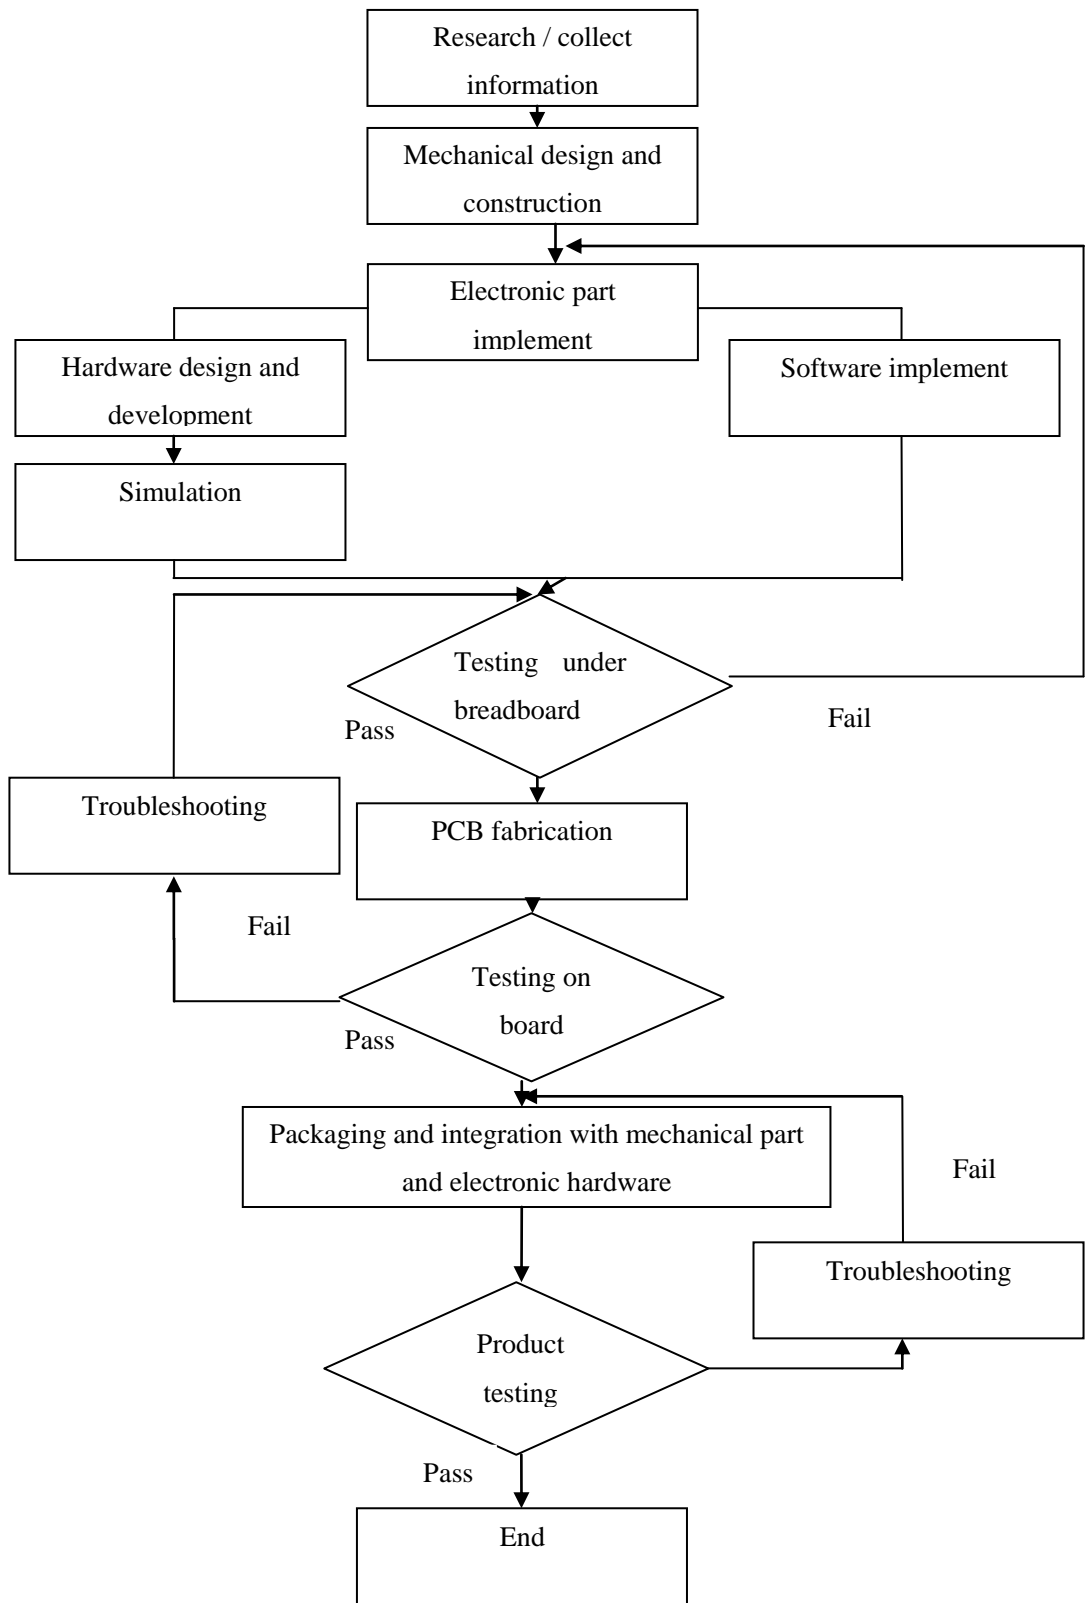 Research / collect
information
Mechanical design and
construction
Electronic part
implement
Hardware design and
development
Software implement
Simulation
Testing under
breadboard
Pass
Fail
Troubleshooting
PCB fabrication
Fail
Testing on
board
Pass
Packaging and integration with mechanical part
and electronic hardware
Fail
Troubleshooting
Product
testing
Pass
End